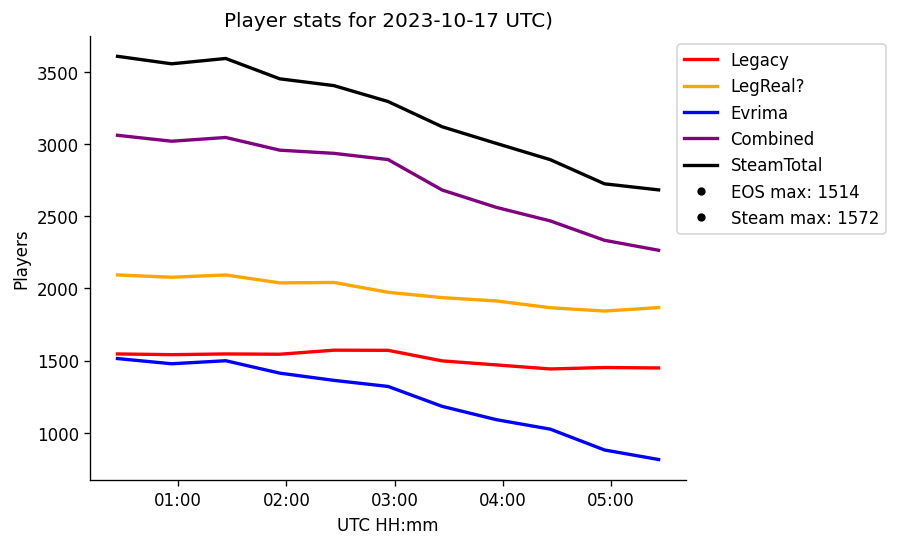 Player stats for 2023-10-17 UTC)
Legacy
LegReal?
Evrima
Combined
SteamTotal
EOS max: 1514
Steam max: 1572
Players
3500
3000
2500
2000
1500
1000
01:00 02:00 03:00 04:00 05:00
UTC HH:mm